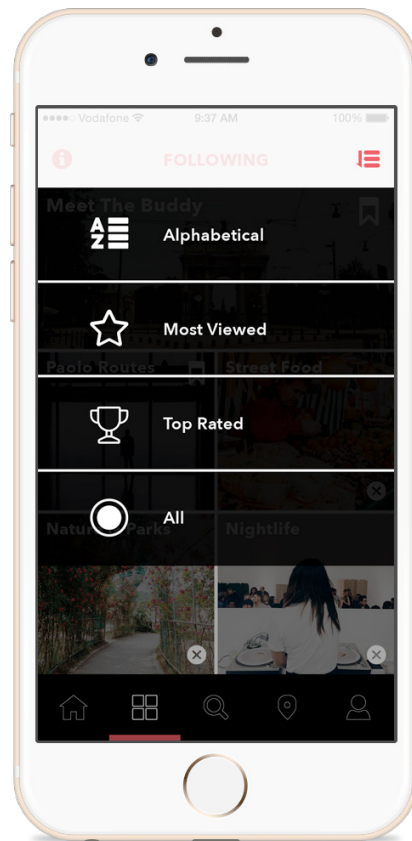 Vodafone
9:37 AM
100%
i
FOLLOWING
Meet The Buddy
A
Z
Alphabetical
Most Viewed
Paolo Routes
Street Food
Top Rated
All
Parks
Nightlife